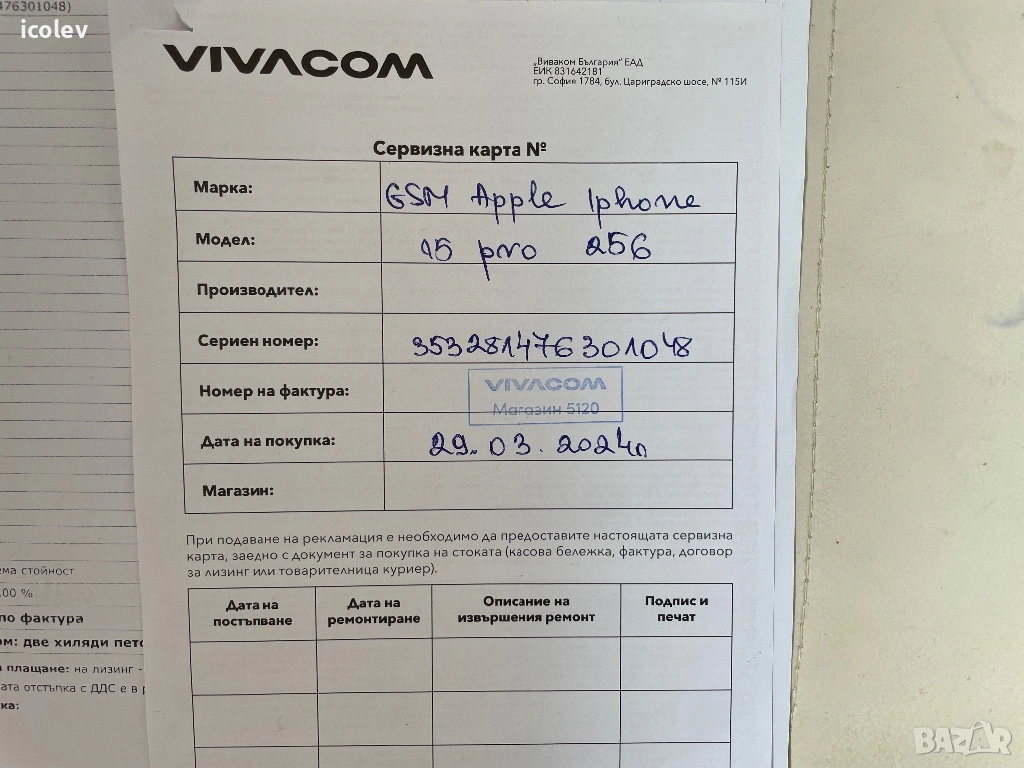 476301048)
icolev
VIVACOM
„Виваком България" ЕАД
ЕИК 831642181
гр. София 1784, бул. Цариградско шосе, № 115И
Сервизна карта №
Марка: GSM Apple Iphone
Модел: 15 pro 256
Производител:
Сериен номер: 353281476301048
Номер на фактура:
VIVACOM
Магазин 5120
Дата на покупка: 29.03.2024г
Магазин:
При подаване на рекламация е необходимо да предоставите настоящата сервизна
карта, заедно с документ за покупка на стоката (касова бележка, фактура, договор
за лизинг или товарителница куриер).
Дата на постъпване
Дата на ремонтиране
Описание на извършения ремонт
Подпис и печат
ема стойност
.00 %
по фактура
ом: две хиляди пето
а плащане: на лизинг -
ата отстъпка с ДДС е в р
ка:
BAZAR